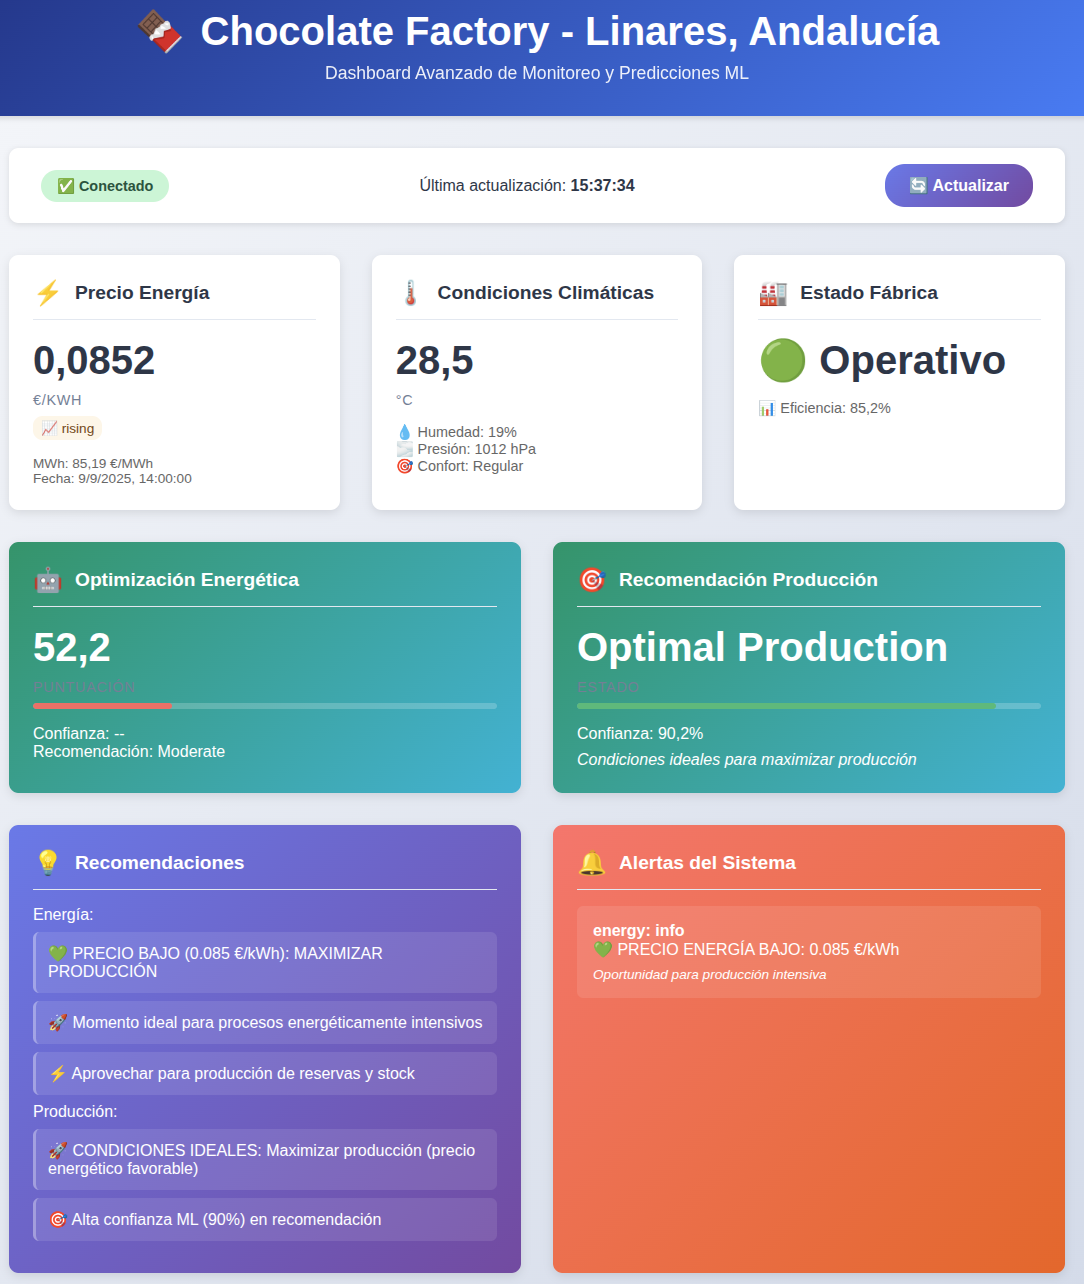 🍫 Chocolate Factory - Linares, Andalucía
Dashboard Avanzado de Monitoreo y Predicciones ML
✅ Conectado
Última actualización: 15:37:34
🔄 Actualizar
⚡ Precio Energía
0,0852
€/KWH
📈 rising
MWh: 85,19 €/MWh
Fecha: 9/9/2025, 14:00:00
🌡️ Condiciones Climáticas
28,5
°C
💧 Humedad: 19%
🌫️ Presión: 1012 hPa
🎯 Confort: Regular
🏭 Estado Fábrica
🟢 Operativo
📊 Eficiencia: 85,2%
🤖 Optimización Energética
52,2
PUNTUACIÓN
Confianza: --
Recomendación: Moderate
🎯 Recomendación Producción
Optimal Production
ESTADO
Confianza: 90,2%
Condiciones ideales para maximizar producción
💡 Recomendaciones
Energía:
💚 PRECIO BAJO (0.085 €/kWh): MAXIMIZAR
PRODUCCIÓN
🚀 Momento ideal para procesos energéticamente intensivos
⚡ Aprovechar para producción de reservas y stock
Producción:
🚀 CONDICIONES IDEALES: Maximizar producción (precio
energético favorable)
🎯 Alta confianza ML (90%) en recomendación
🔔 Alertas del Sistema
energy: info
💚 PRECIO ENERGÍA BAJO: 0.085 €/kWh
Oportunidad para producción intensiva